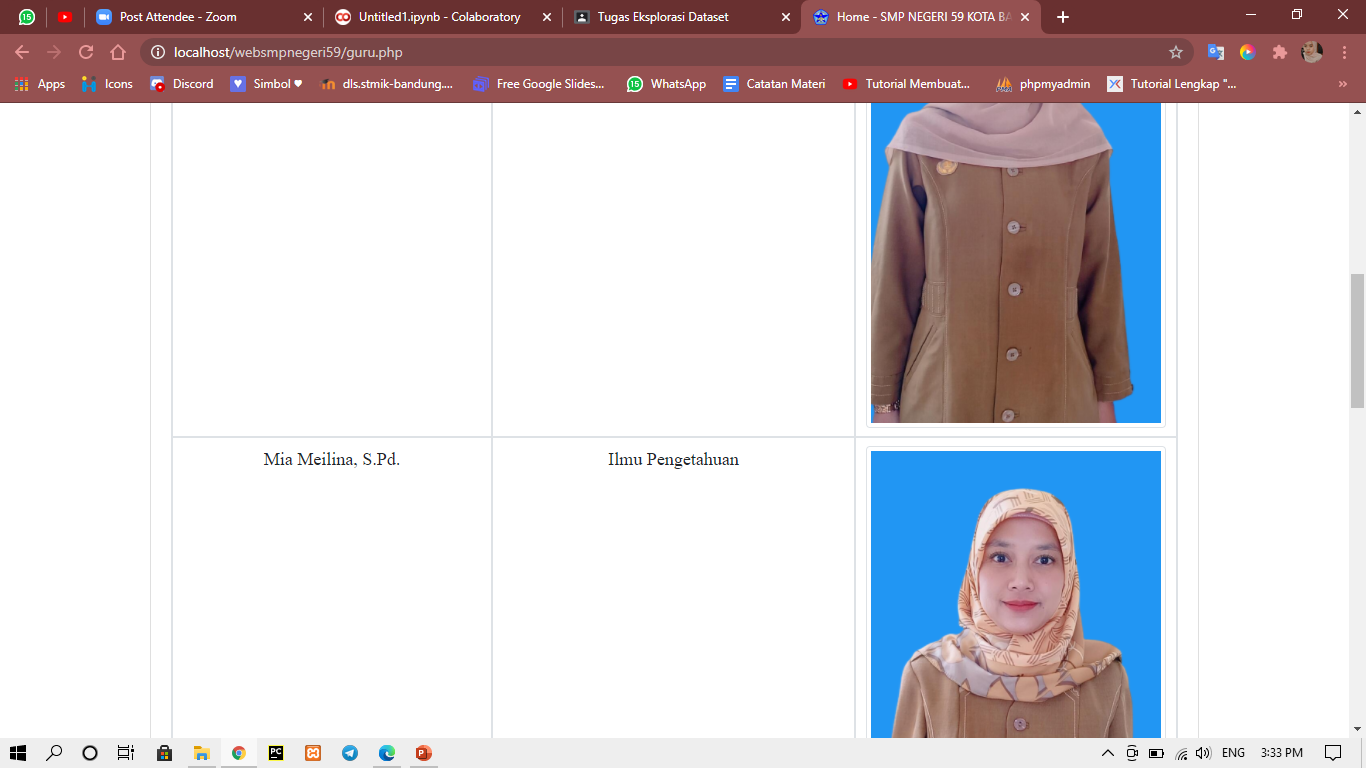 Post Attendee - Zoom
Untitled1.ipynb - Colaboratory
Tugas Eksplorasi Dataset
Home - SMP NEGERI 59 KOTA BA
localhost/websmpnegeri59/guru.php
Apps
Icons
Discord
Simbol ♥
dls.stmik-bandung....
Free Google Slides...
15
WhatsApp
Catatan Materi
Tutorial Membuat...
phpmyadmin
Tutorial Lengkap "...
Mia Meilina, S.Pd.
Ilmu Pengetahuan
PC
ENG
3:33 PM